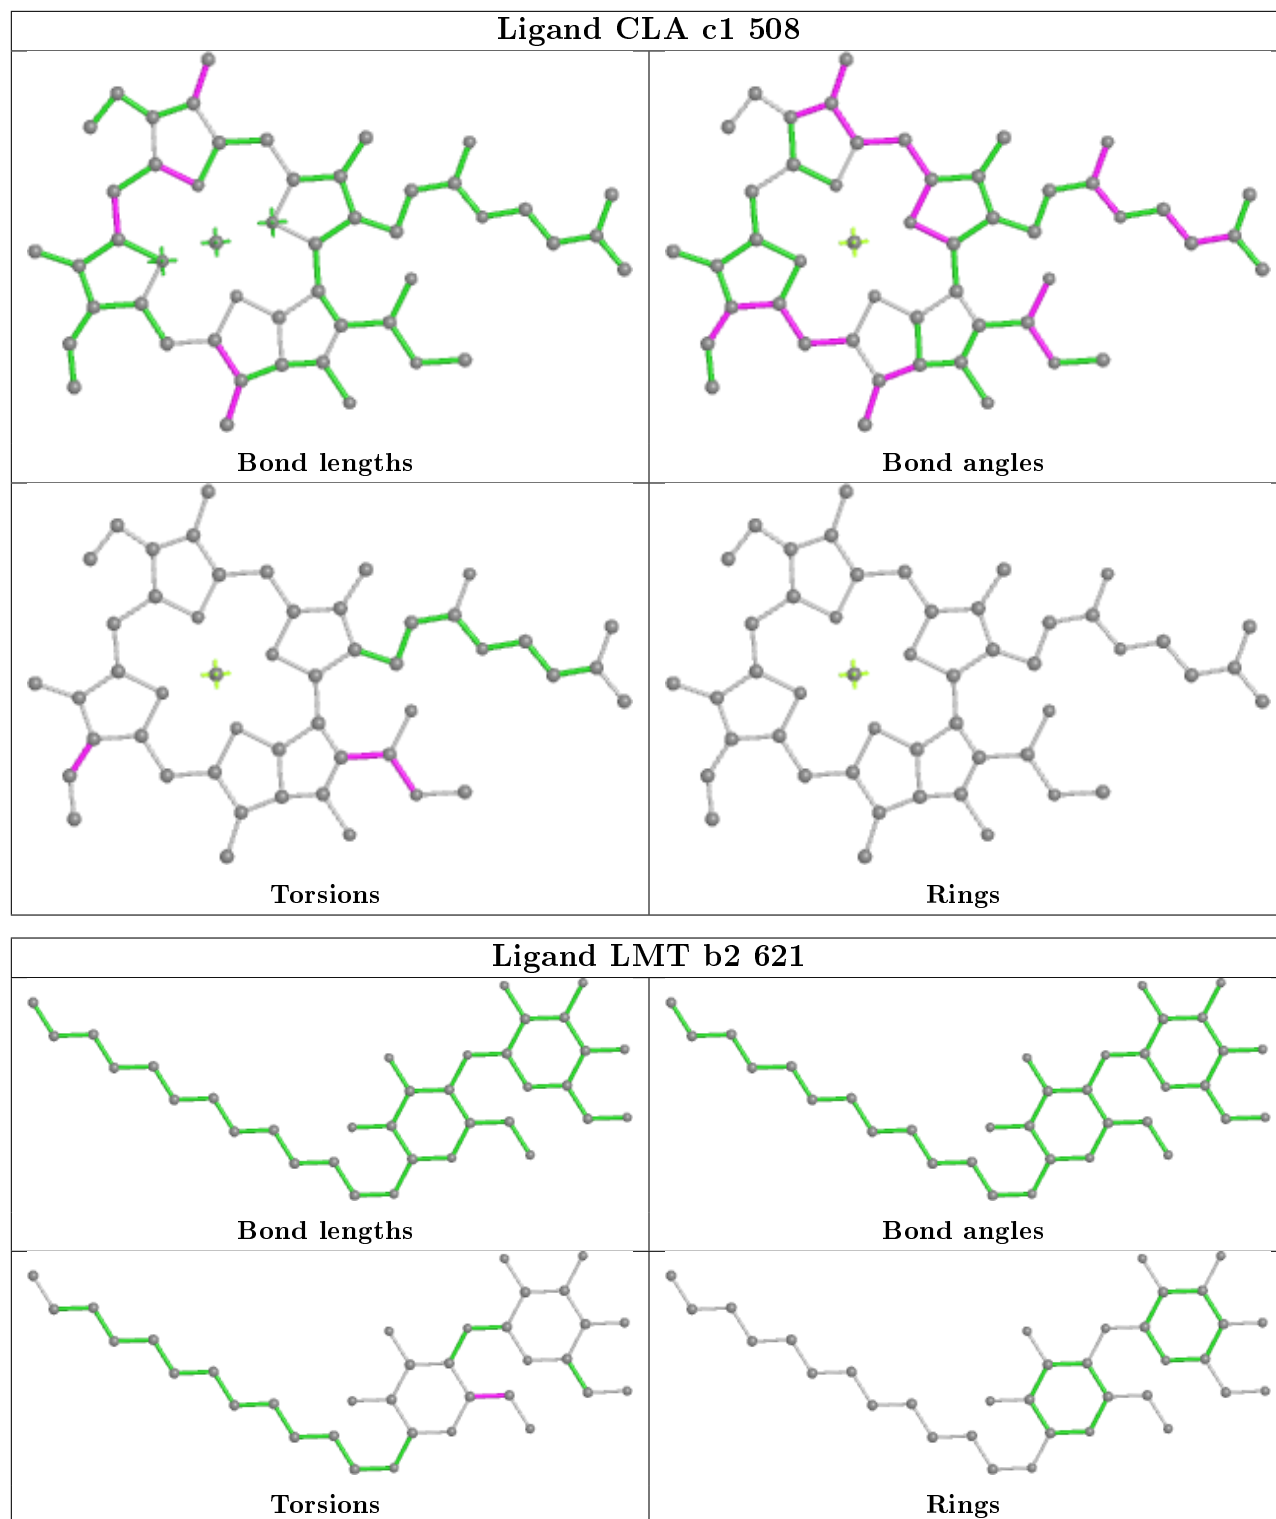 Ligand CLA c1 508
Bond lengths
Bond angles
Torsions
Rings
Ligand LMT b2 621
Bond lengths
Bond angles
Torsions
Rings